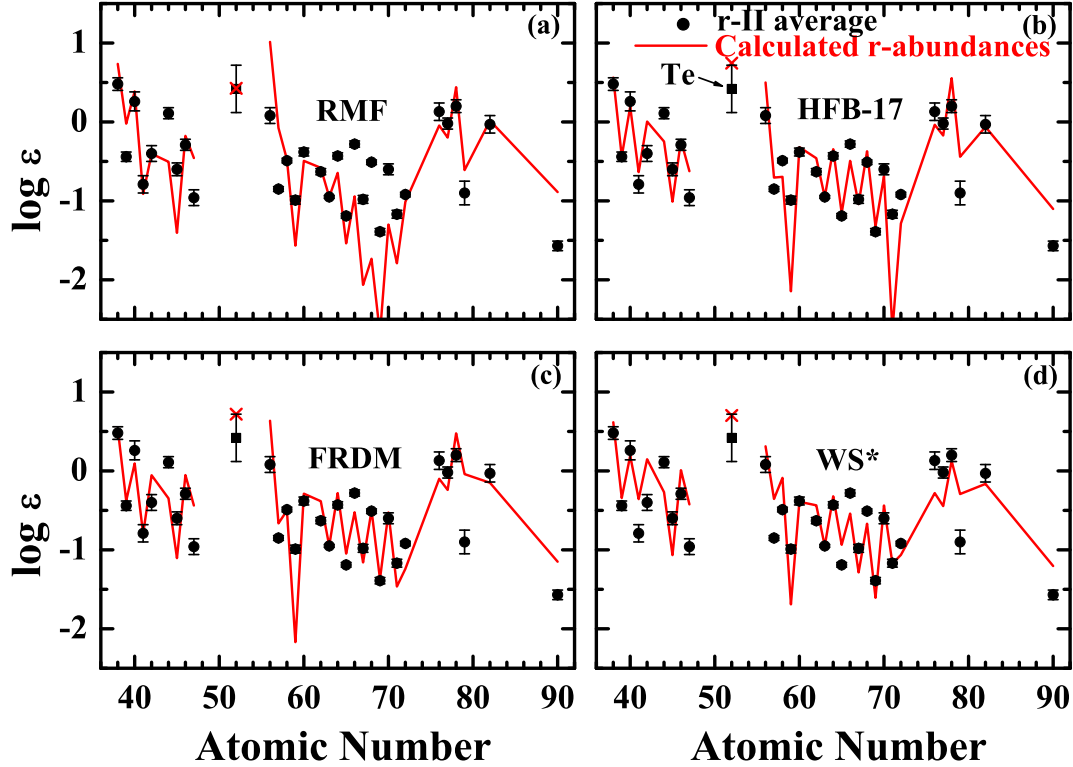 (a)
(b)
r-II average
Calculated r-abundances
Te
RMF
HFB-17
1
0
-1
-2
log ε
(c)
(d)
FRDM
WS*
1
0
-1
-2
log ε
40 50 60 70 80 90
40 50 60 70 80 90
Atomic Number
Atomic Number